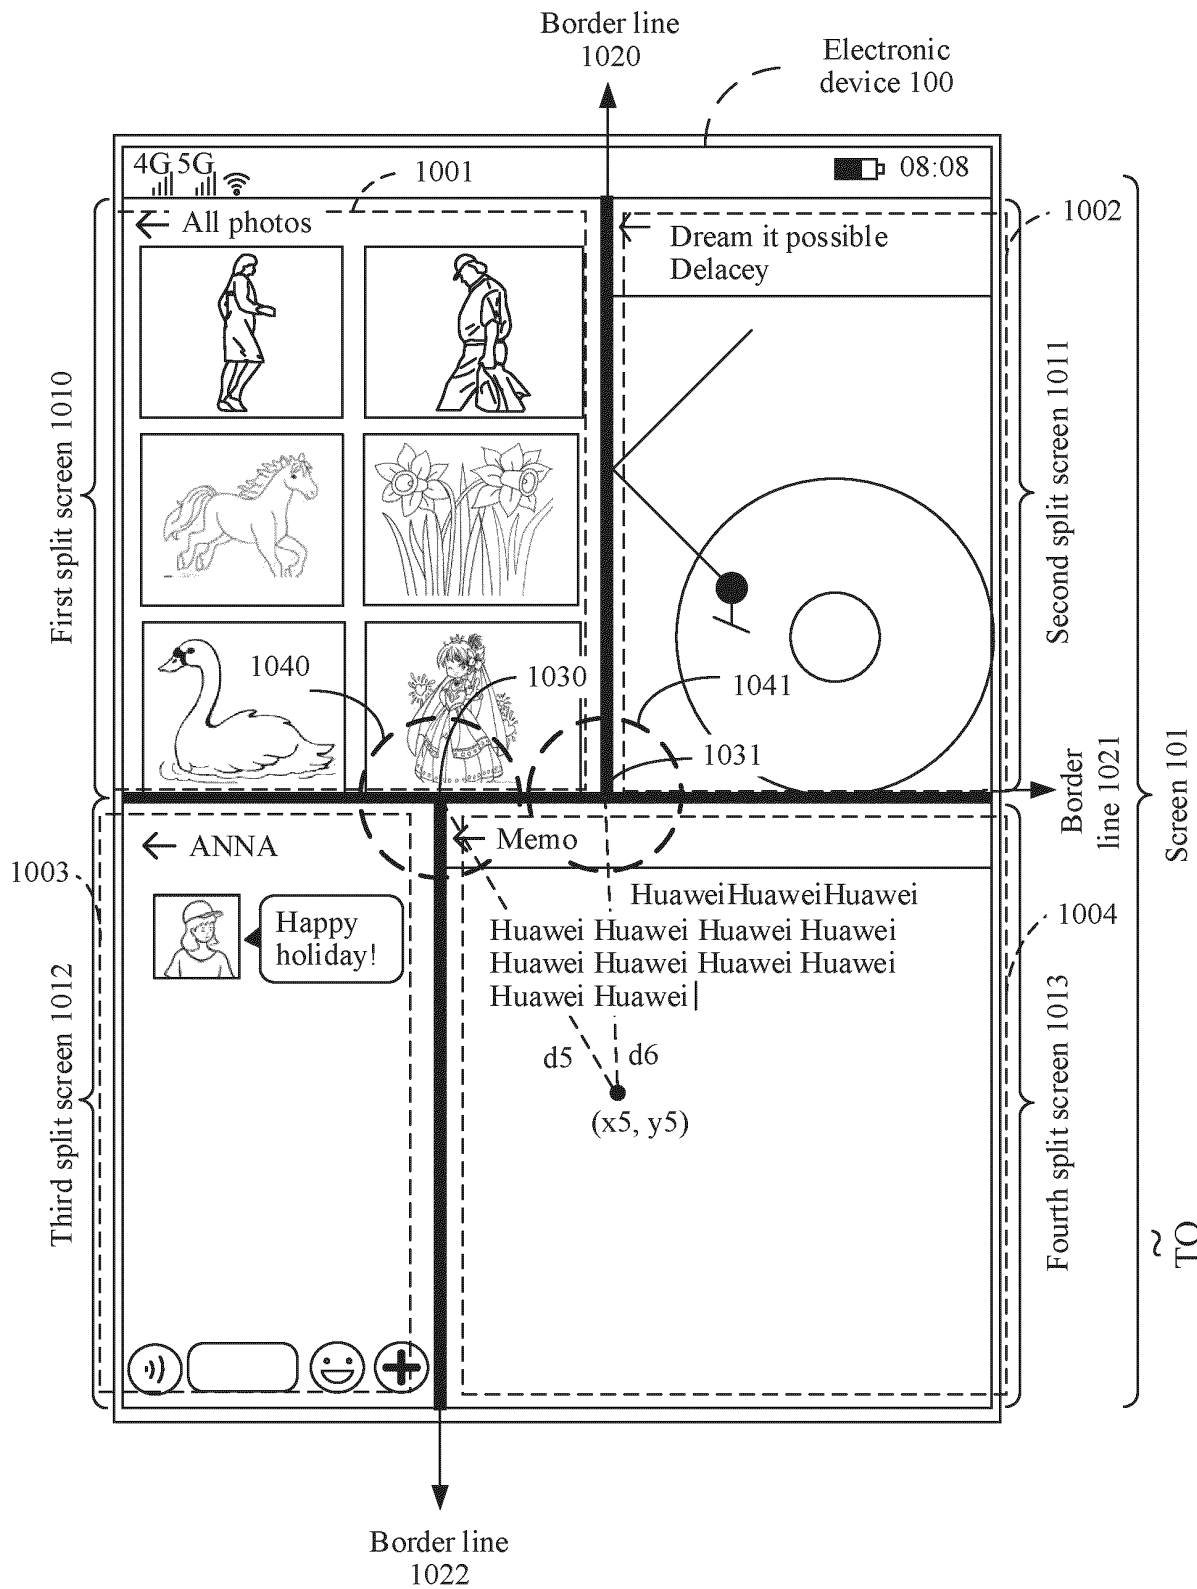 Border line
1020
Electronic
device 100
4G 5G
08:08
1001
1002
All photos
Dream it possible
Delacey
First split screen 1010
Second split screen 1011
1040
1030
1041
1031
Border
line 1021
Screen 101
ANNA
Memo
1003
1004
Happy
holiday!
HuaweiHuaweiHuawei
Huawei Huawei Huawei Huawei
Huawei Huawei Huawei Huawei
Huawei Huawei
d5
d6
(x5, y5)
Third split screen 1012
Fourth split screen 1013
~
TO
Border line
1022